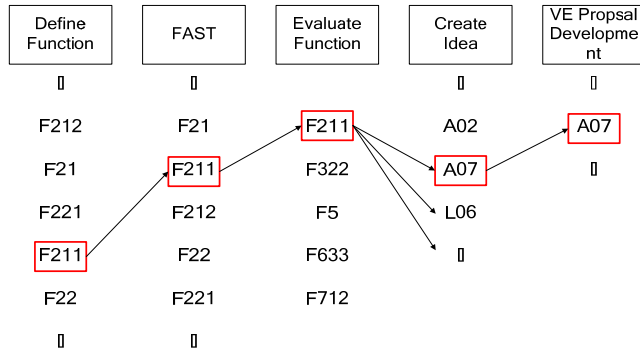 Define
Function
FAST
Evaluate
Function
Create
Idea
VE Propsal
Developme
nt
F212
F21
F221
F211
F22
F21
F211
F212
F22
F221
F211
F322
F5
F633
F712
A02
A07
L06
A07